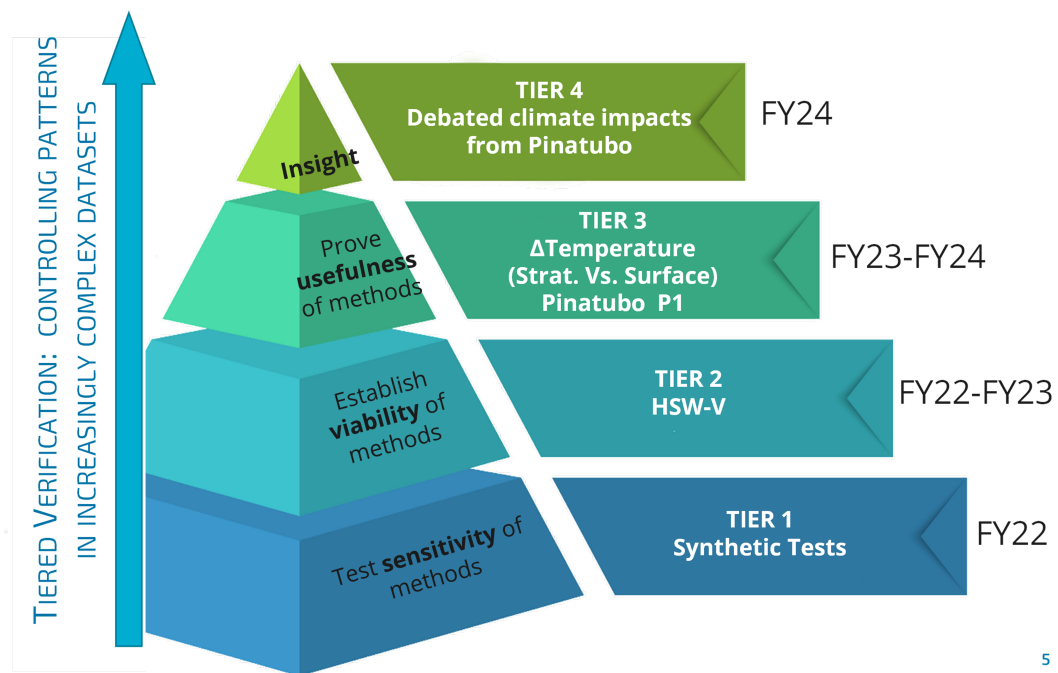 TIERED VERIFICATION: CONTROLLING PATTERNS
IN INCREASINGLY COMPLEX DATASETS
Insight
TIER 4
Debated climate impacts
from Pinatubo
FY24
Prove
usefulness
of methods
TIER 3
ΔTemperature
(Strat. Vs. Surface)
Pinatubo P1
FY23-FY24
Establish
viability of
methods
TIER 2
HSW-V
FY22-FY23
Test sensitivity of
methods
TIER 1
Synthetic Tests
FY22
5